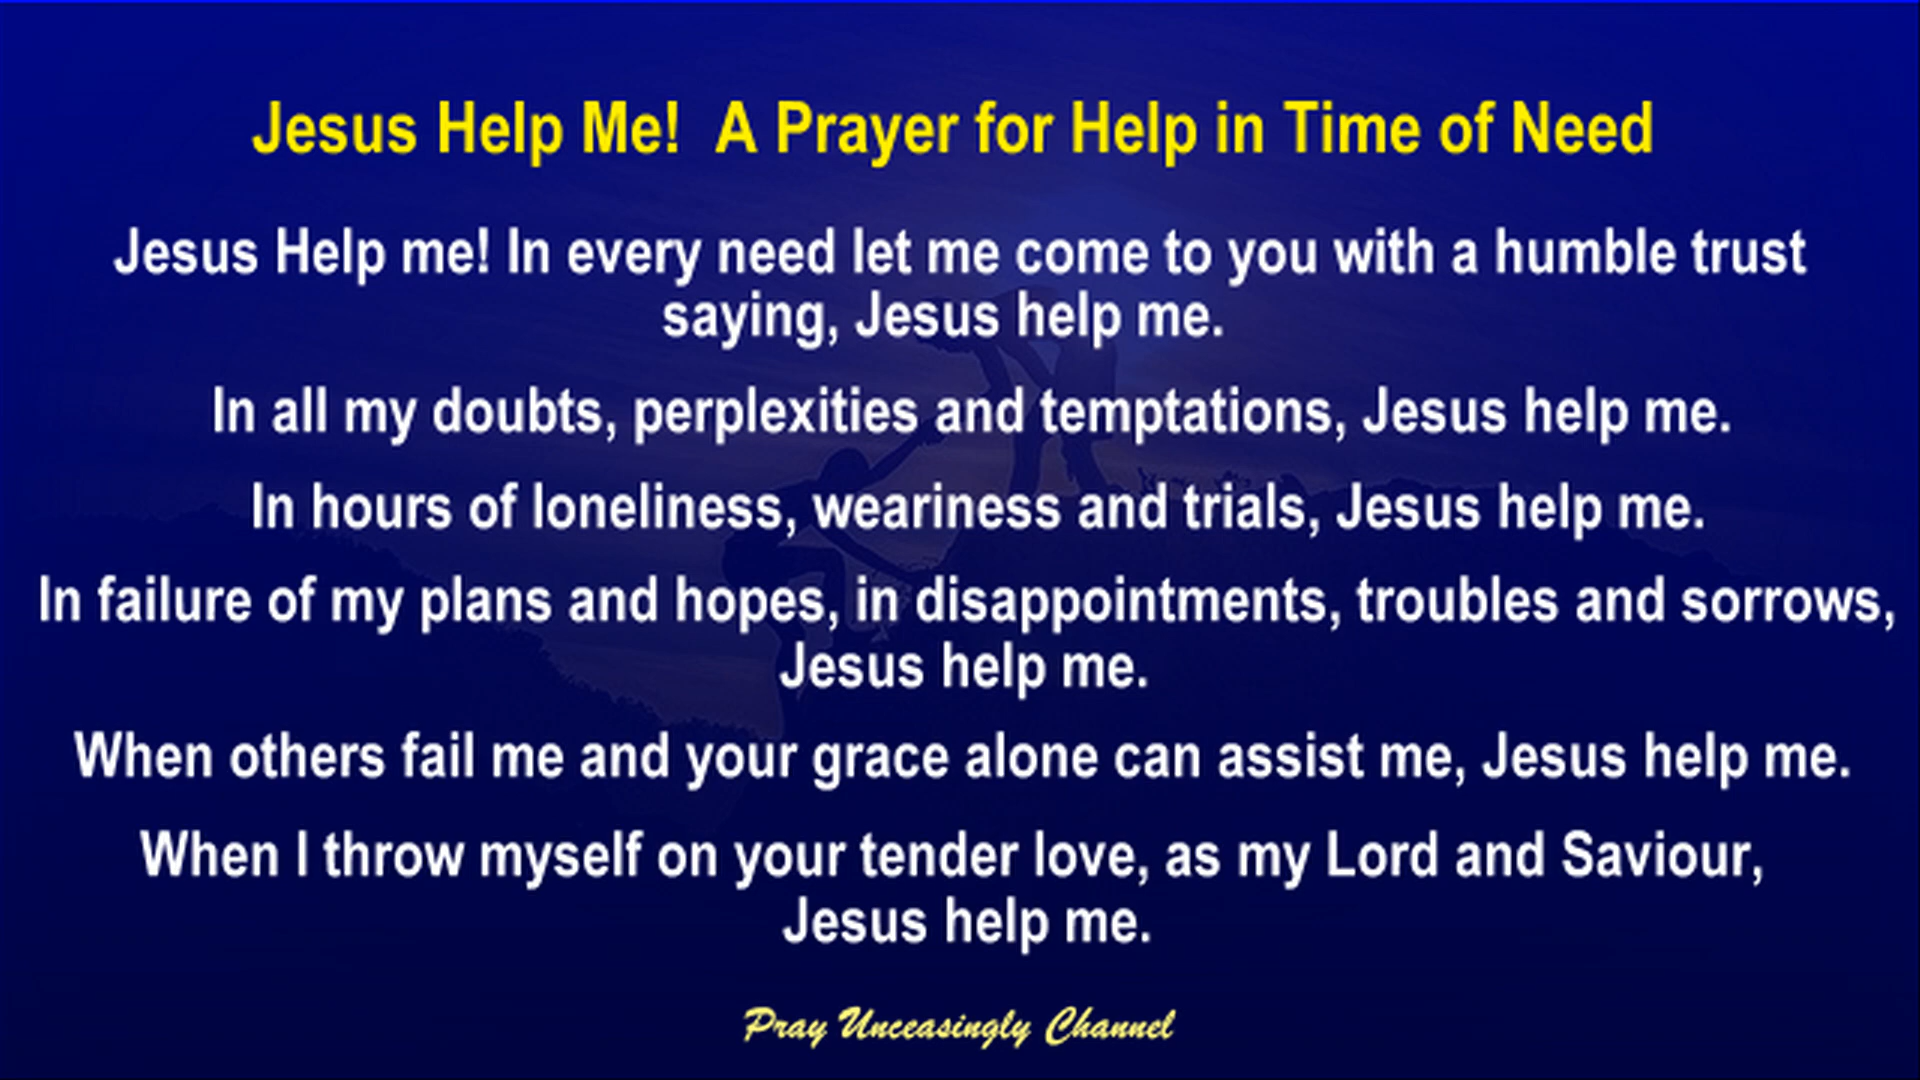 Jesus Help Me!  A Prayer for Help in Time of Need
Jesus Help me! In every need let me come to you with a humble trust
saying, Jesus help me.
In all my doubts, perplexities and temptations, Jesus help me.
In hours of loneliness, weariness and trials, Jesus help me.
In failure of my plans and hopes, in disappointments, troubles and sorrows,
Jesus help me.
When others fail me and your grace alone can assist me, Jesus help me.
When I throw myself on your tender love, as my Lord and Saviour,
Jesus help me.
Pray Unceasingly Channel